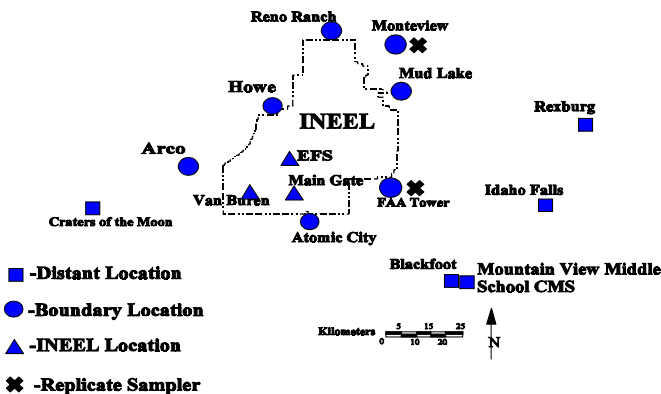 Reno Ranch
Monteview
Mud Lake
Howe
Rexburg
INEEL
Arco
EFS
Main Gate
Idaho Falls
Van Buren
FAA Tower
Craters of the Moon
Atomic City
Blackfoot
Mountain View Middle
School CMS
-Distant Location
-Boundary Location
-INEEL Location
-Replicate Sampler
Kilometers
5 15 25
0 10 20
N